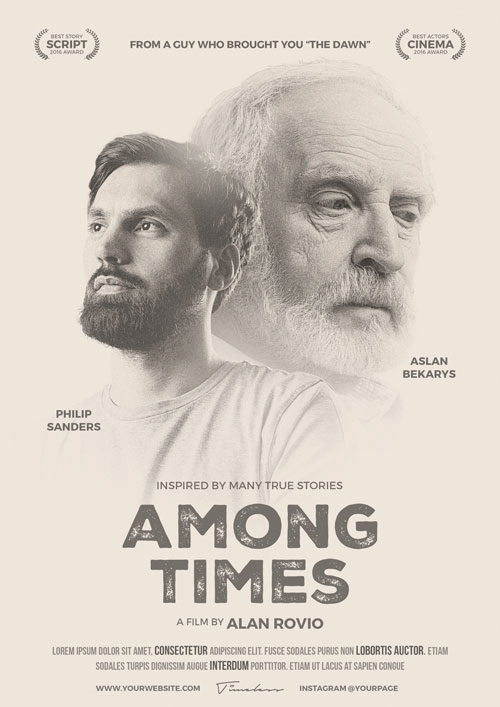 BEST STORY
SCRIPT
2016 AWARD
FROM A GUY WHO BROUGHT YOU “THE DAWN”
BEST ACTORS
CINEMA
2016 AWARD
ASLAN
BEKARYS
PHILIP
SANDERS
INSPIRED BY MANY TRUE STORIES
AMONG
TIMES
A FILM BY ALAN ROVIO
LOREM IPSUM DOLOR SIT AMET, CONSECTETUR ADIPISCING ELIT. FUSCE SODALES PURUS NON LOBORTIS AUCTOR. ETIAM
SODALES TURPIS DIGNISSIM AUGUE INTERDUM PORTTITOR. ETIAM UT LACUS AT SAPIEN CONGUE
WWW.YOURWEBSITE.COM Timeless INSTAGRAM @YOURPAGE